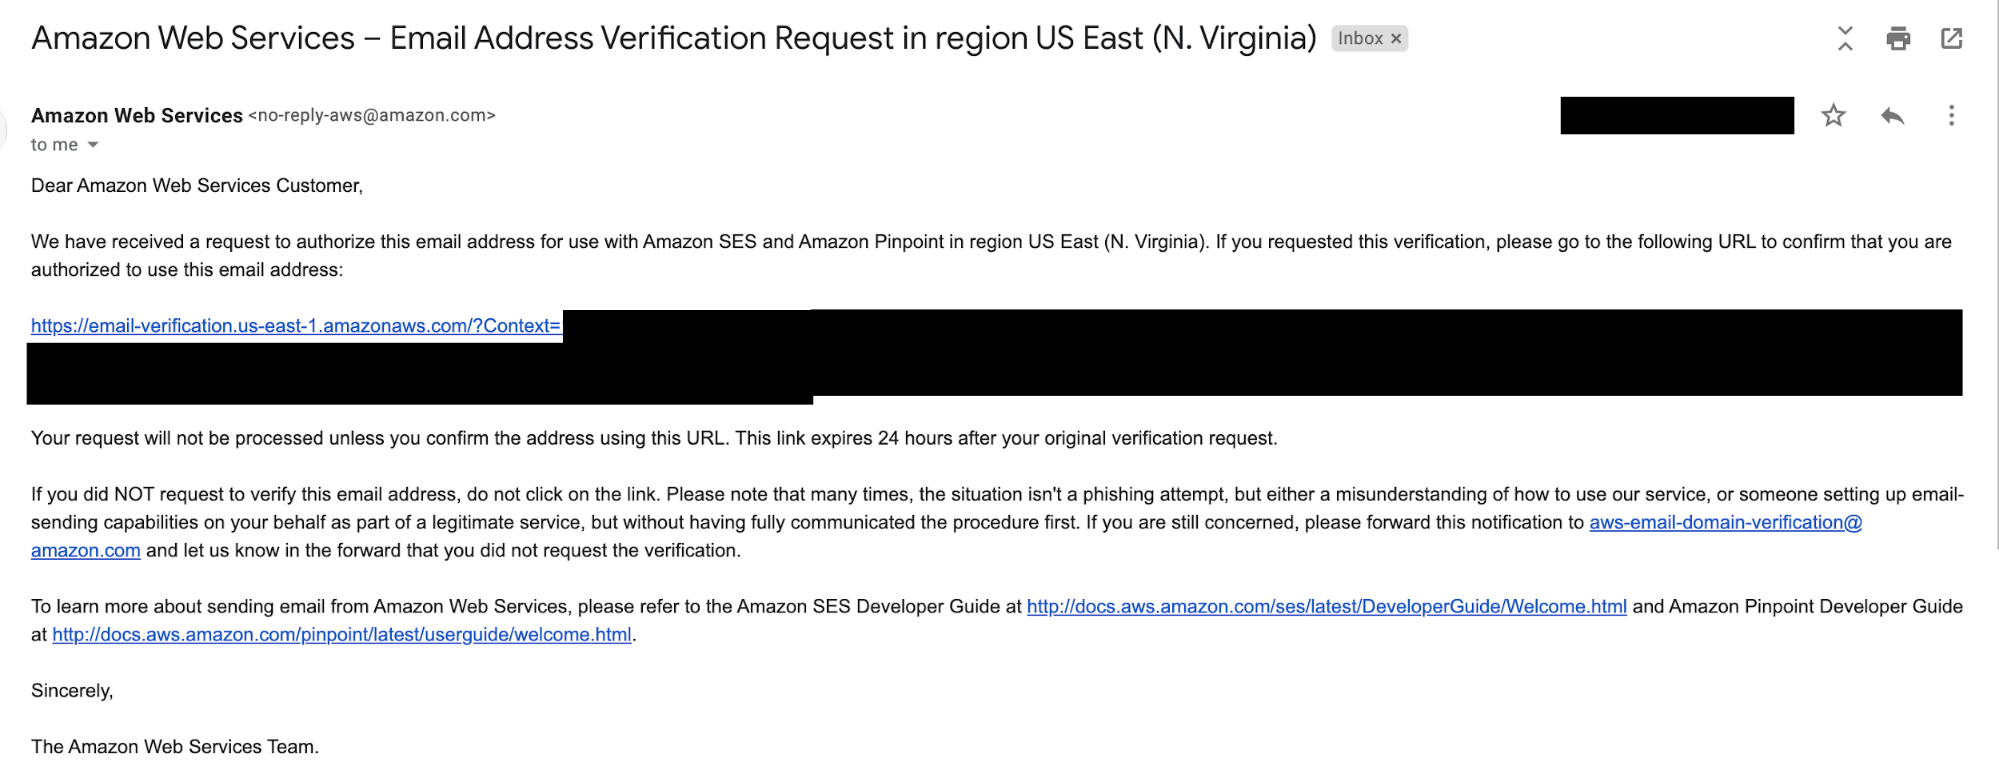 Amazon Web Services – Email Address Verification Request in region US East (N. Virginia) Inbox ×
Amazon Web Services <no-reply-aws@amazon.com>
to me
Dear Amazon Web Services Customer,
We have received a request to authorize this email address for use with Amazon SES and Amazon Pinpoint in region US East (N. Virginia). If you requested this verification, please go to the following URL to confirm that you are
authorized to use this email address:
https://email-verification.us-east-1.amazonaws.com/?Context=
Your request will not be processed unless you confirm the address using this URL. This link expires 24 hours after your original verification request.
If you did NOT request to verify this email address, do not click on the link. Please note that many times, the situation isn't a phishing attempt, but either a misunderstanding of how to use our service, or someone setting up email-
sending capabilities on your behalf as part of a legitimate service, but without having fully communicated the procedure first. If you are still concerned, please forward this notification to aws-email-domain-verification@
amazon.com and let us know in the forward that you did not request the verification.
To learn more about sending email from Amazon Web Services, please refer to the Amazon SES Developer Guide at http://docs.aws.amazon.com/ses/latest/DeveloperGuide/Welcome.html and Amazon Pinpoint Developer Guide
at http://docs.aws.amazon.com/pinpoint/latest/userguide/welcome.html.
Sincerely,
The Amazon Web Services Team.